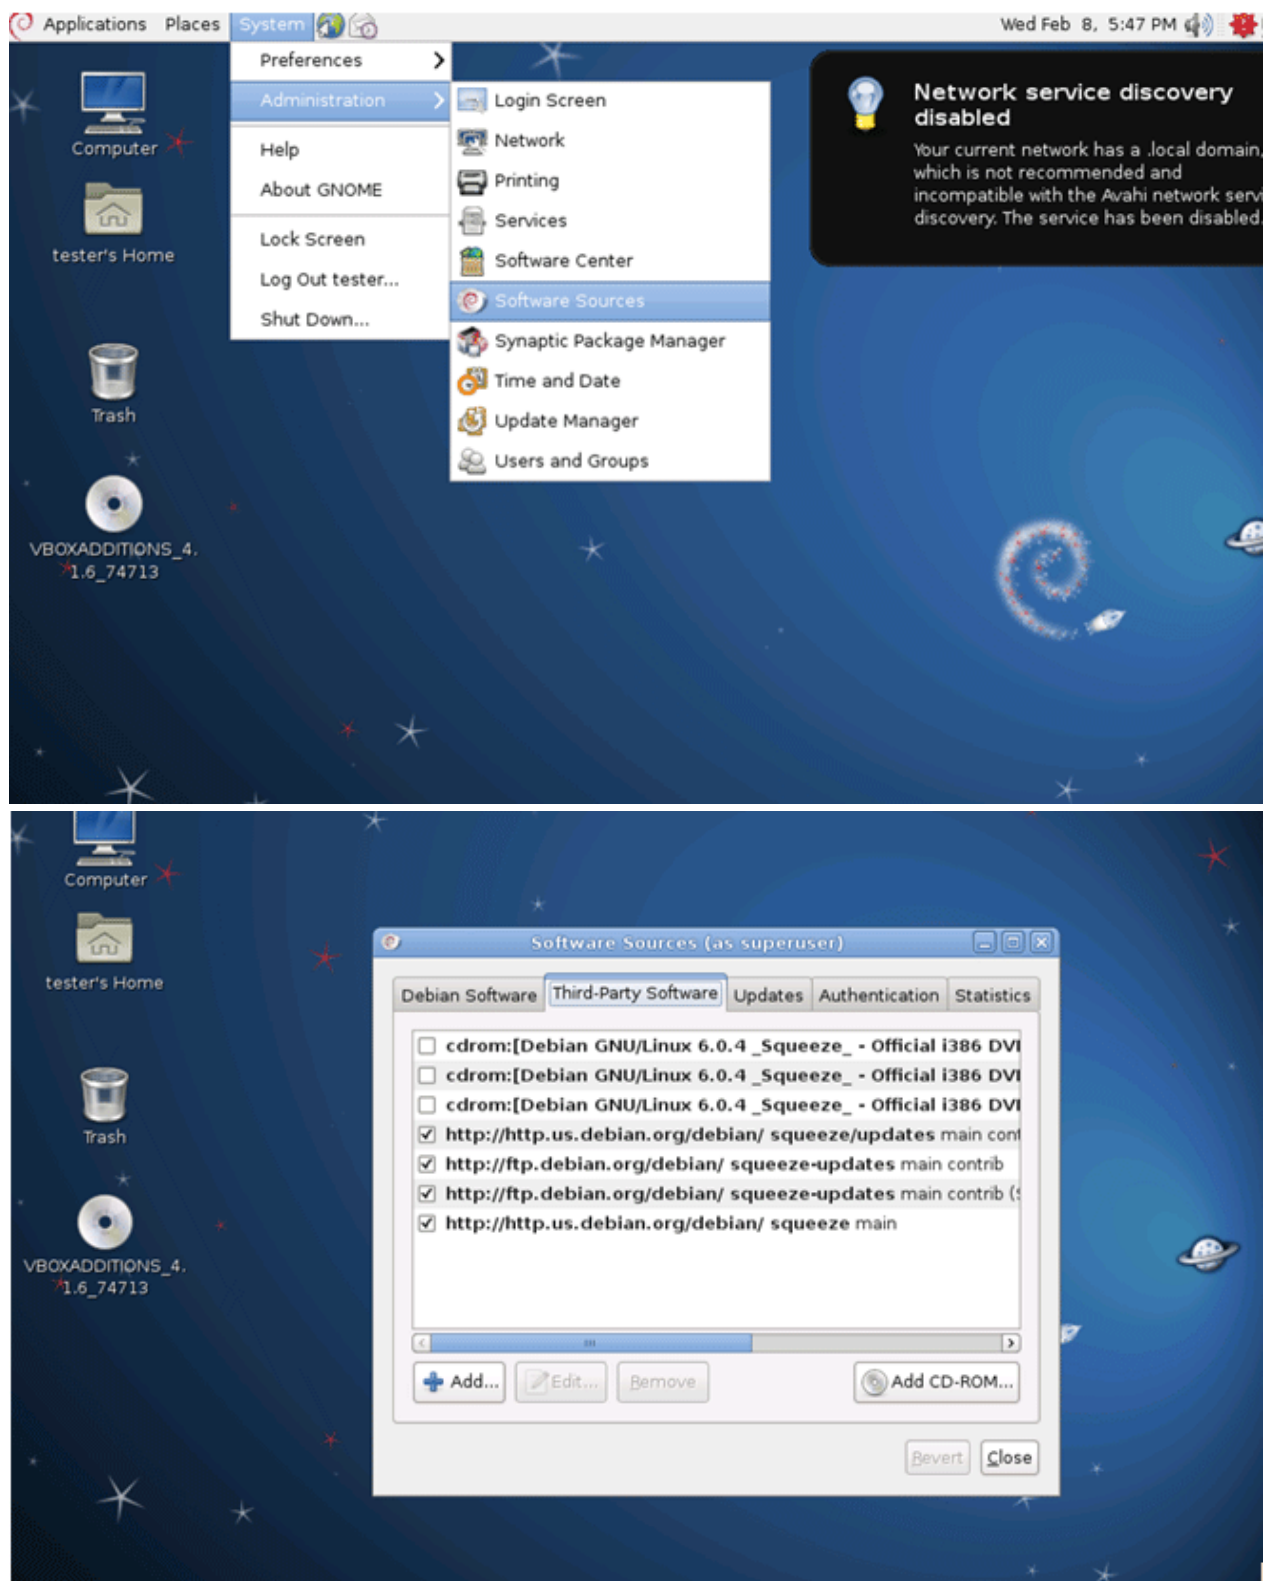 Applications Places System Wed Feb 8, 5:47 PM
Preferences
Administration
Help
About GNOME
Lock Screen
Log Out tester...
Shut Down...
Login Screen
Network
Printing
Services
Software Center
Software Sources
Synaptic Package Manager
Time and Date
Update Manager
Users and Groups
Network service discovery
disabled
Your current network has a .local domain,
which is not recommended and
incompatible with the Avahi network servi
discovery. The service has been disabled.
Computer
tester's Home
Trash
VBOXADDITIONS_4.
1.6_74713
Computer
tester's Home
Trash
VBOXADDITIONS_4.
1.6_74713
Software Sources (as superuser)
Debian Software Third-Party Software Updates Authentication Statistics
cdrom:[Debian GNU/Linux 6.0.4 _Squeeze_ - Official i386 DV
cdrom:[Debian GNU/Linux 6.0.4 _Squeeze_ - Official i386 DV
cdrom:[Debian GNU/Linux 6.0.4 _Squeeze_ - Official i386 DV
http://http.us.debian.org/debian/ squeeze/updates main cont
http://ftp.debian.org/debian/ squeeze-updates main contrib
http://ftp.debian.org/debian/ squeeze-updates main contrib (S
http://http.us.debian.org/debian/ squeeze main
Add... Edit... Remove Add CD-ROM...
Revert Close